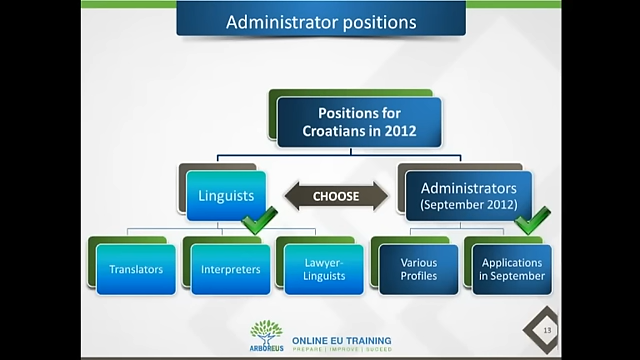 Administrator positions
Positions for
Croatians in 2012
Linguists
CHOOSE
Administrators
(September 2012)
Translators
Interpreters
Lawyer-
Linguists
Various
Profiles
Applications
in September
ARBOREUS
ONLINE EU TRAINING
PREPARE | IMPROVE | SUCEED
13